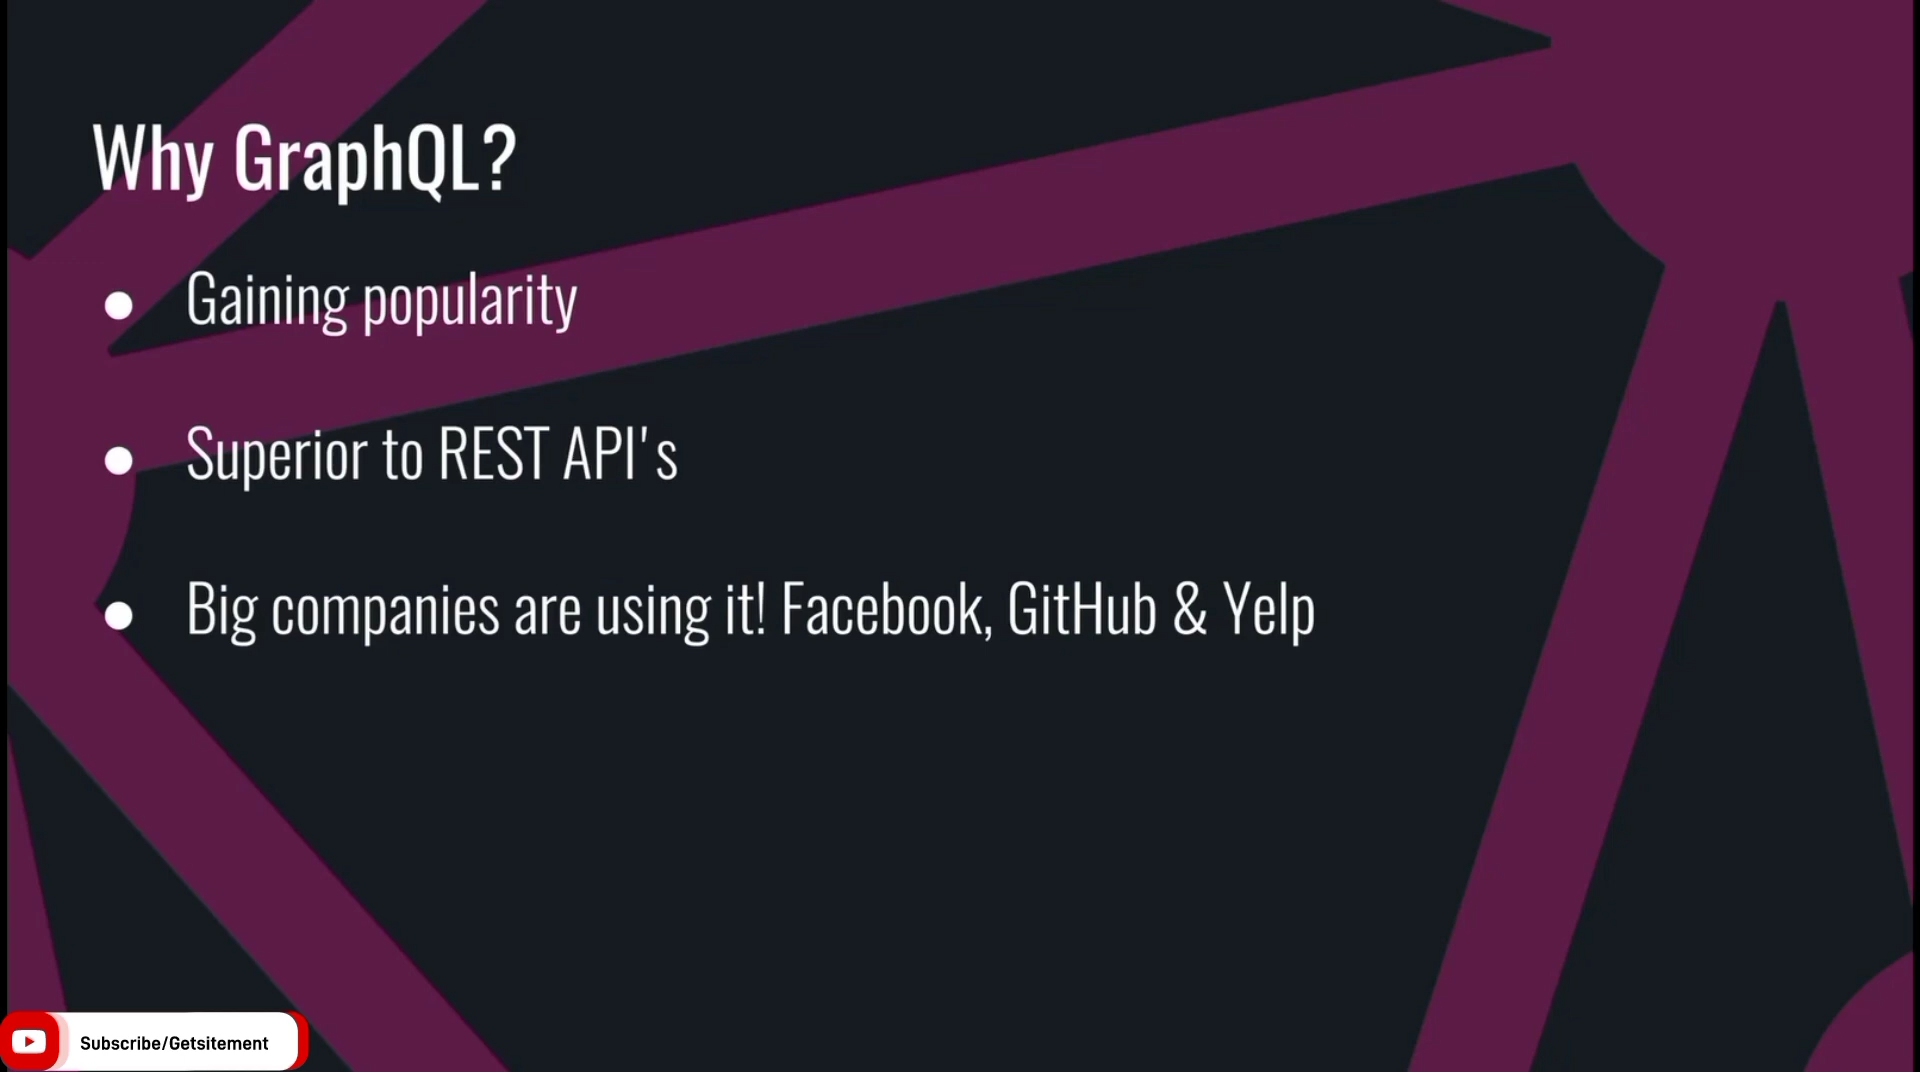 Why GraphQL?
● Gaining popularity
● Superior to REST API's
● Big companies are using it! Facebook, GitHub & Yelp
Subscribe/Getsitement